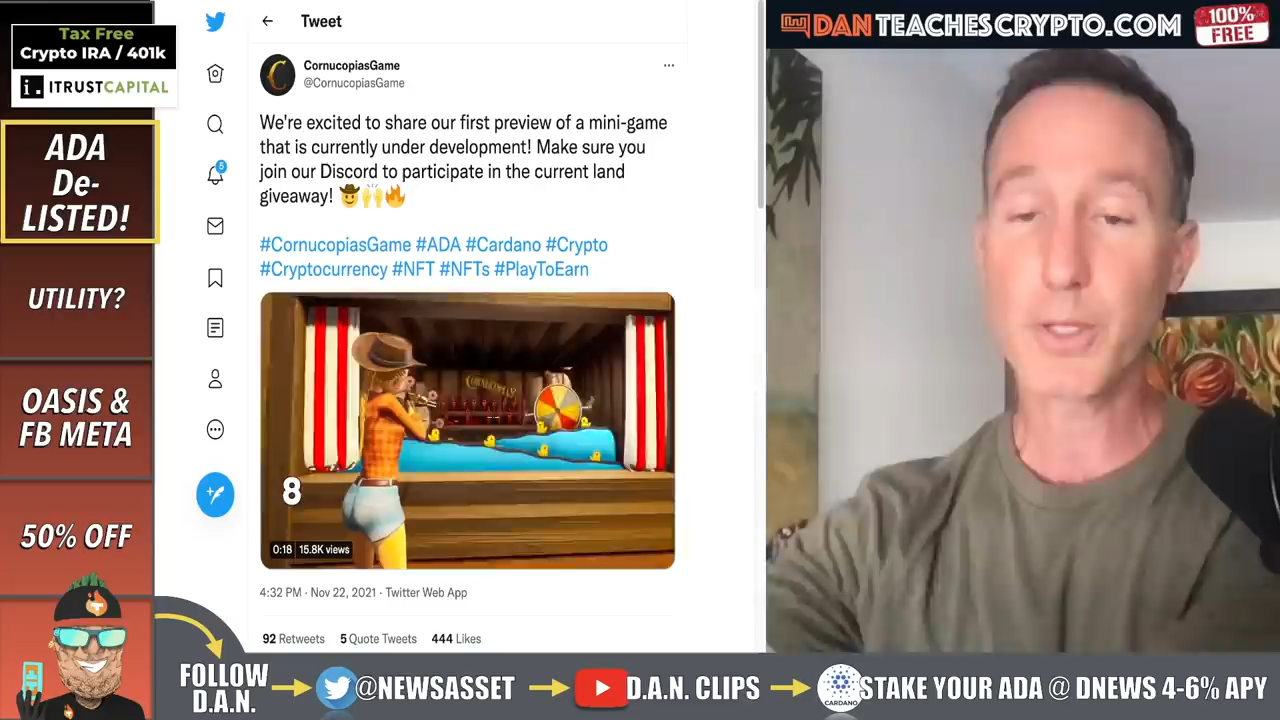 Tax Free
Crypto IRA / 401k
i. ITRUSTCAPITAL
ADA
De-
LISTED!
UTILITY?
OASIS &
FB META
50% OFF
Tweet
CornucopiasGame
@CornucopiasGame
We're excited to share our first preview of a mini-game
that is currently under development! Make sure you
join our Discord to participate in the current land
giveaway! 🤠🙌🔥
#CornucopiasGame #ADA #Cardano #Crypto
#Cryptocurrency #NFT #NFTs #PlayToEarn
CORNUCOPIAS
8
0:18 15.8K views
4:32 PM · Nov 22, 2021 · Twitter Web App
92 Retweets 5 Quote Tweets 444 Likes
5
DANTEACHESCRYPTO.COM
100%
FREE
FOLLOW
D.A.N.
@NEWSASSET
D.A.N. CLIPS
CARDANO
STAKE YOUR ADA @ DNEWS 4-6% APY